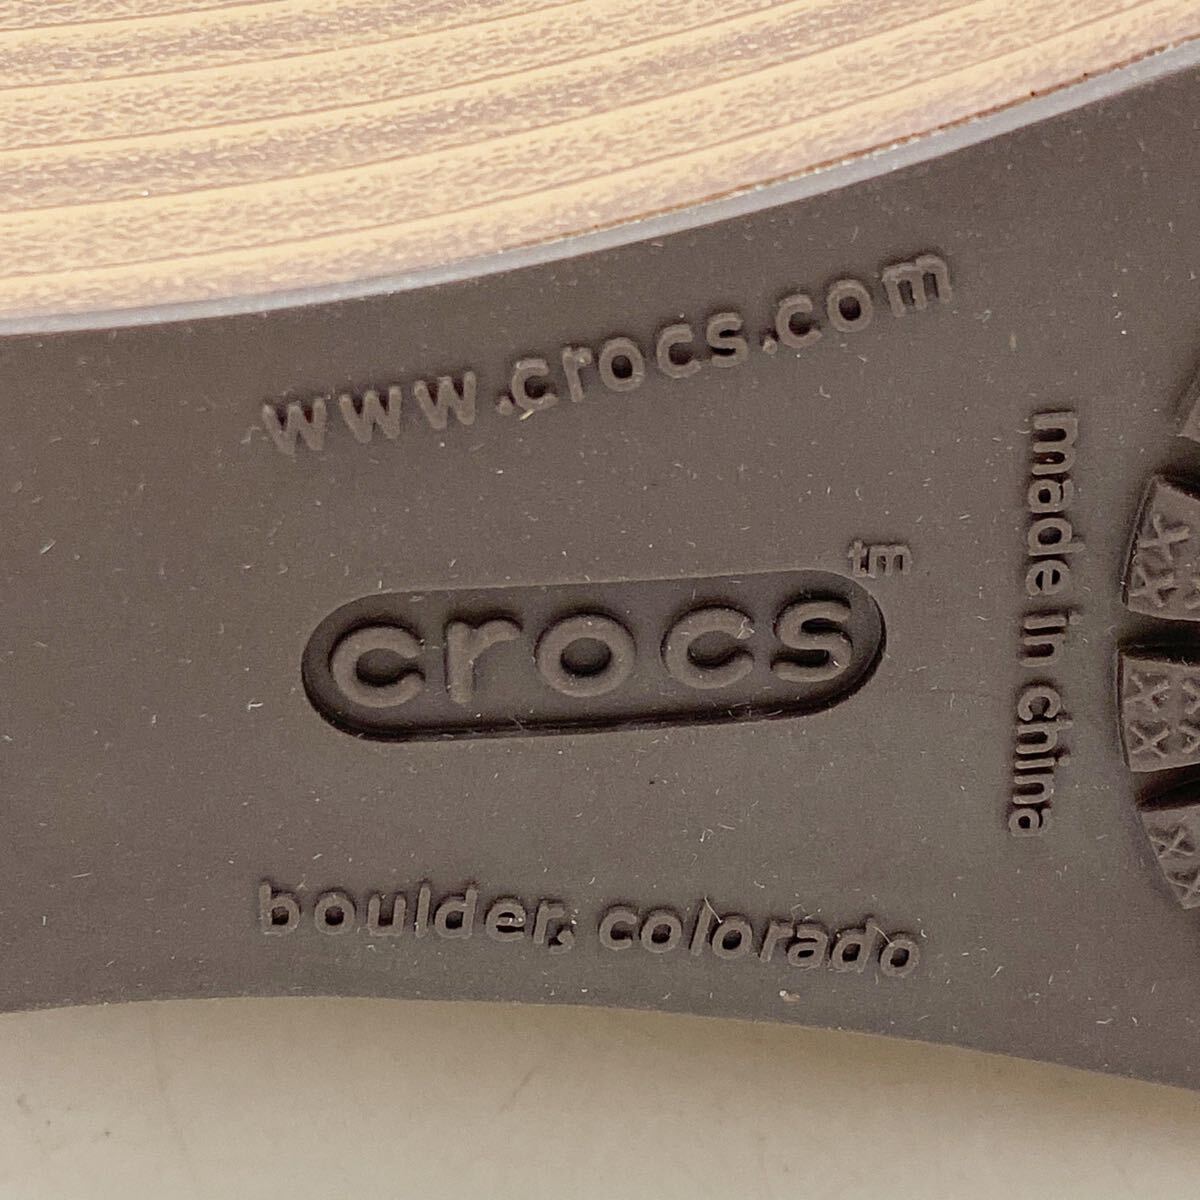 www.crocs.com
crocs tm
boulder, colorado
made in china